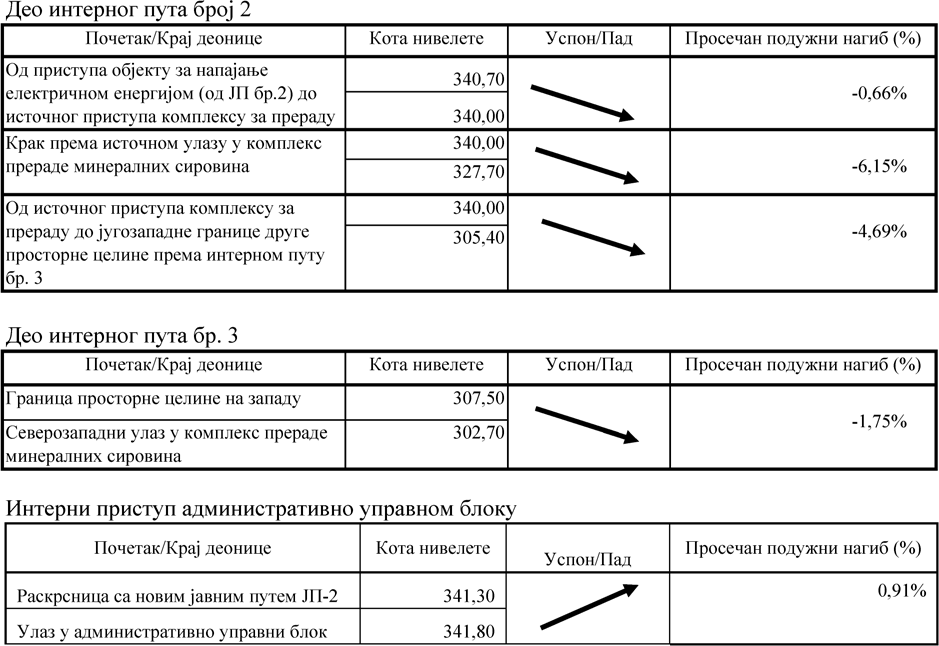 Део интерног пута број 2
Почетак/Крај деонице Кота нивелете Успон/Пад Просечан подужни нагиб (%)
Од приступа објекту за напајање
електричном енергијом (од ЈП бр.2) до
источног приступа комплексу за прераду
340,70
340,00
-0,66%
Крак према источном улазу у комплекс
прераде минералних сировина
340,00
327,70
-6,15%
Од источног приступа комплексу за
прераду до југозападне границе друге
просторне целине према интерном путу
бр. 3
340,00
305,40
-4,69%
Део интерног пута бр. 3
Почетак/Крај деонице Кота нивелете Успон/Пад Просечан подужни нагиб (%)
Граница просторне целине на западу 307,50
Северозападни улаз у комплекс прераде
минералних сировина
302,70
-1,75%
Интерни приступ административно управном блоку
Почетак/Крај деонице Кота нивелете Успон/Пад Просечан подужни нагиб (%)
Раскрсница са новим јавним путем ЈП-2 341,30 0,91%
Улаз у административно управни блок 341,80